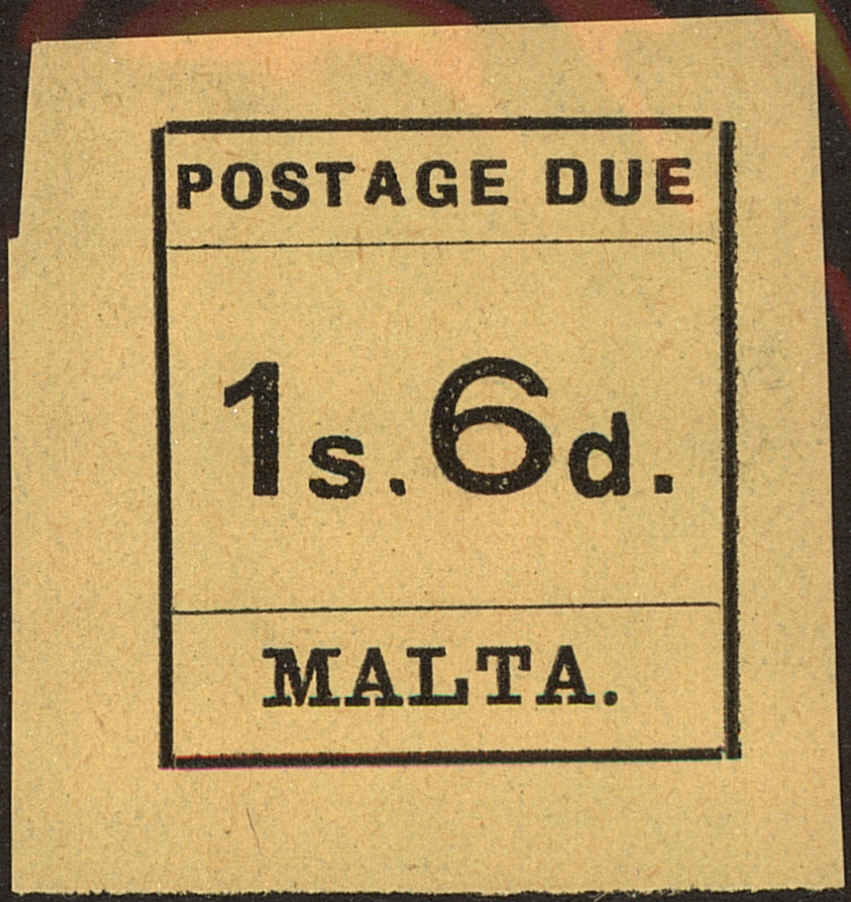 POSTAGE DUE
1s.6d.
MALTA.